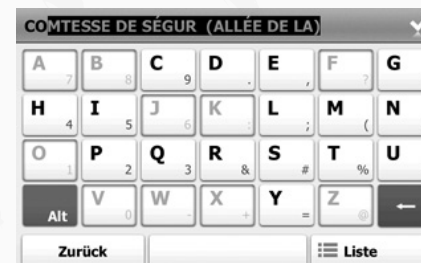 COMTESSE DE SÉGUR (ALLÉE DE LA)
A 7 B 8 C 9 D . E , F ? G
H 4 I 5 J 6 K : L ; M ( N
O 1 P 2 Q 3 R & S # T % U
Alt V 0 W - X + Y = Z @ ←
Zurück Liste